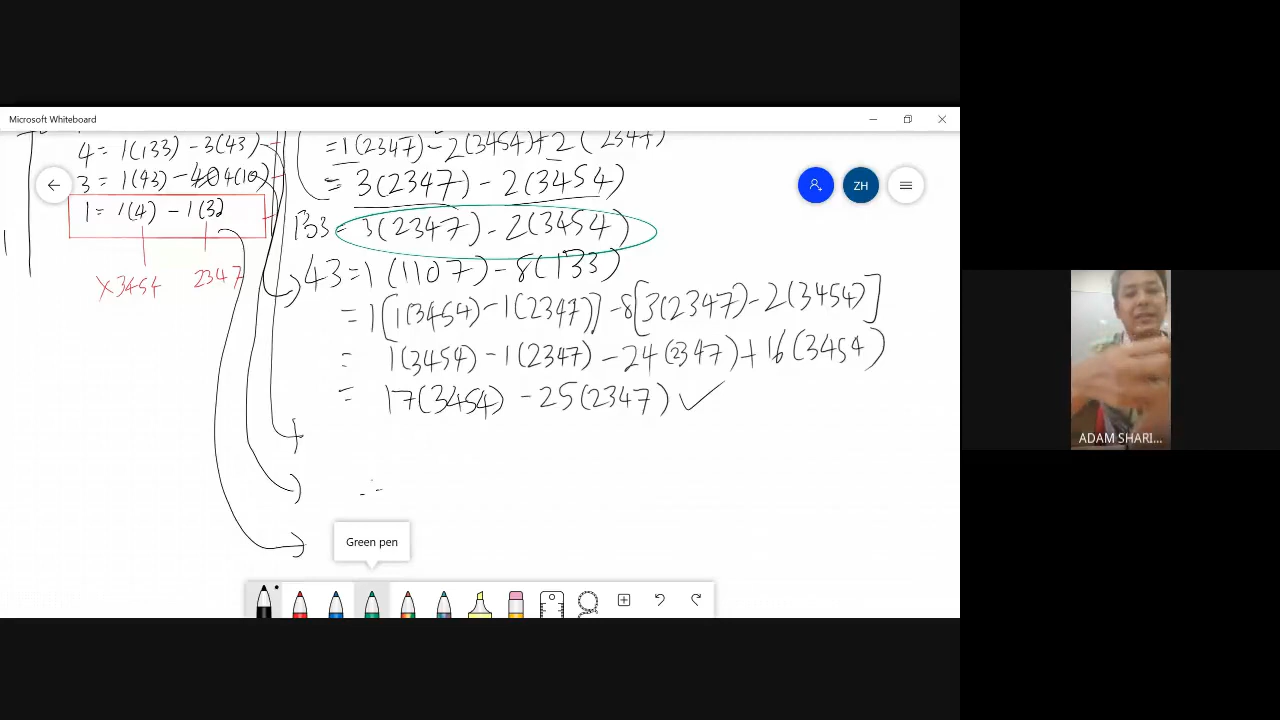 Microsoft Whiteboard
4 = 1(133) - 3(43)
3 = 1(43) - 4(10)
1 = 1(4) - 1(3)
×3454 2347
= 1(2347) - 2(3454) + 2(2347)
= 3(2347) - 2(3454)
133 = 3(2347) - 2(3454)
43 = 1(1107) - 8(133)
= 1[1(3454) - 1(2347)] - 8[3(2347) - 2(3454)]
= 1(3454) - 1(2347) - 24(2347) + 16(3454)
= 17(3454) - 25(2347) ✓
Green pen
ZH
ADAM SHARI...